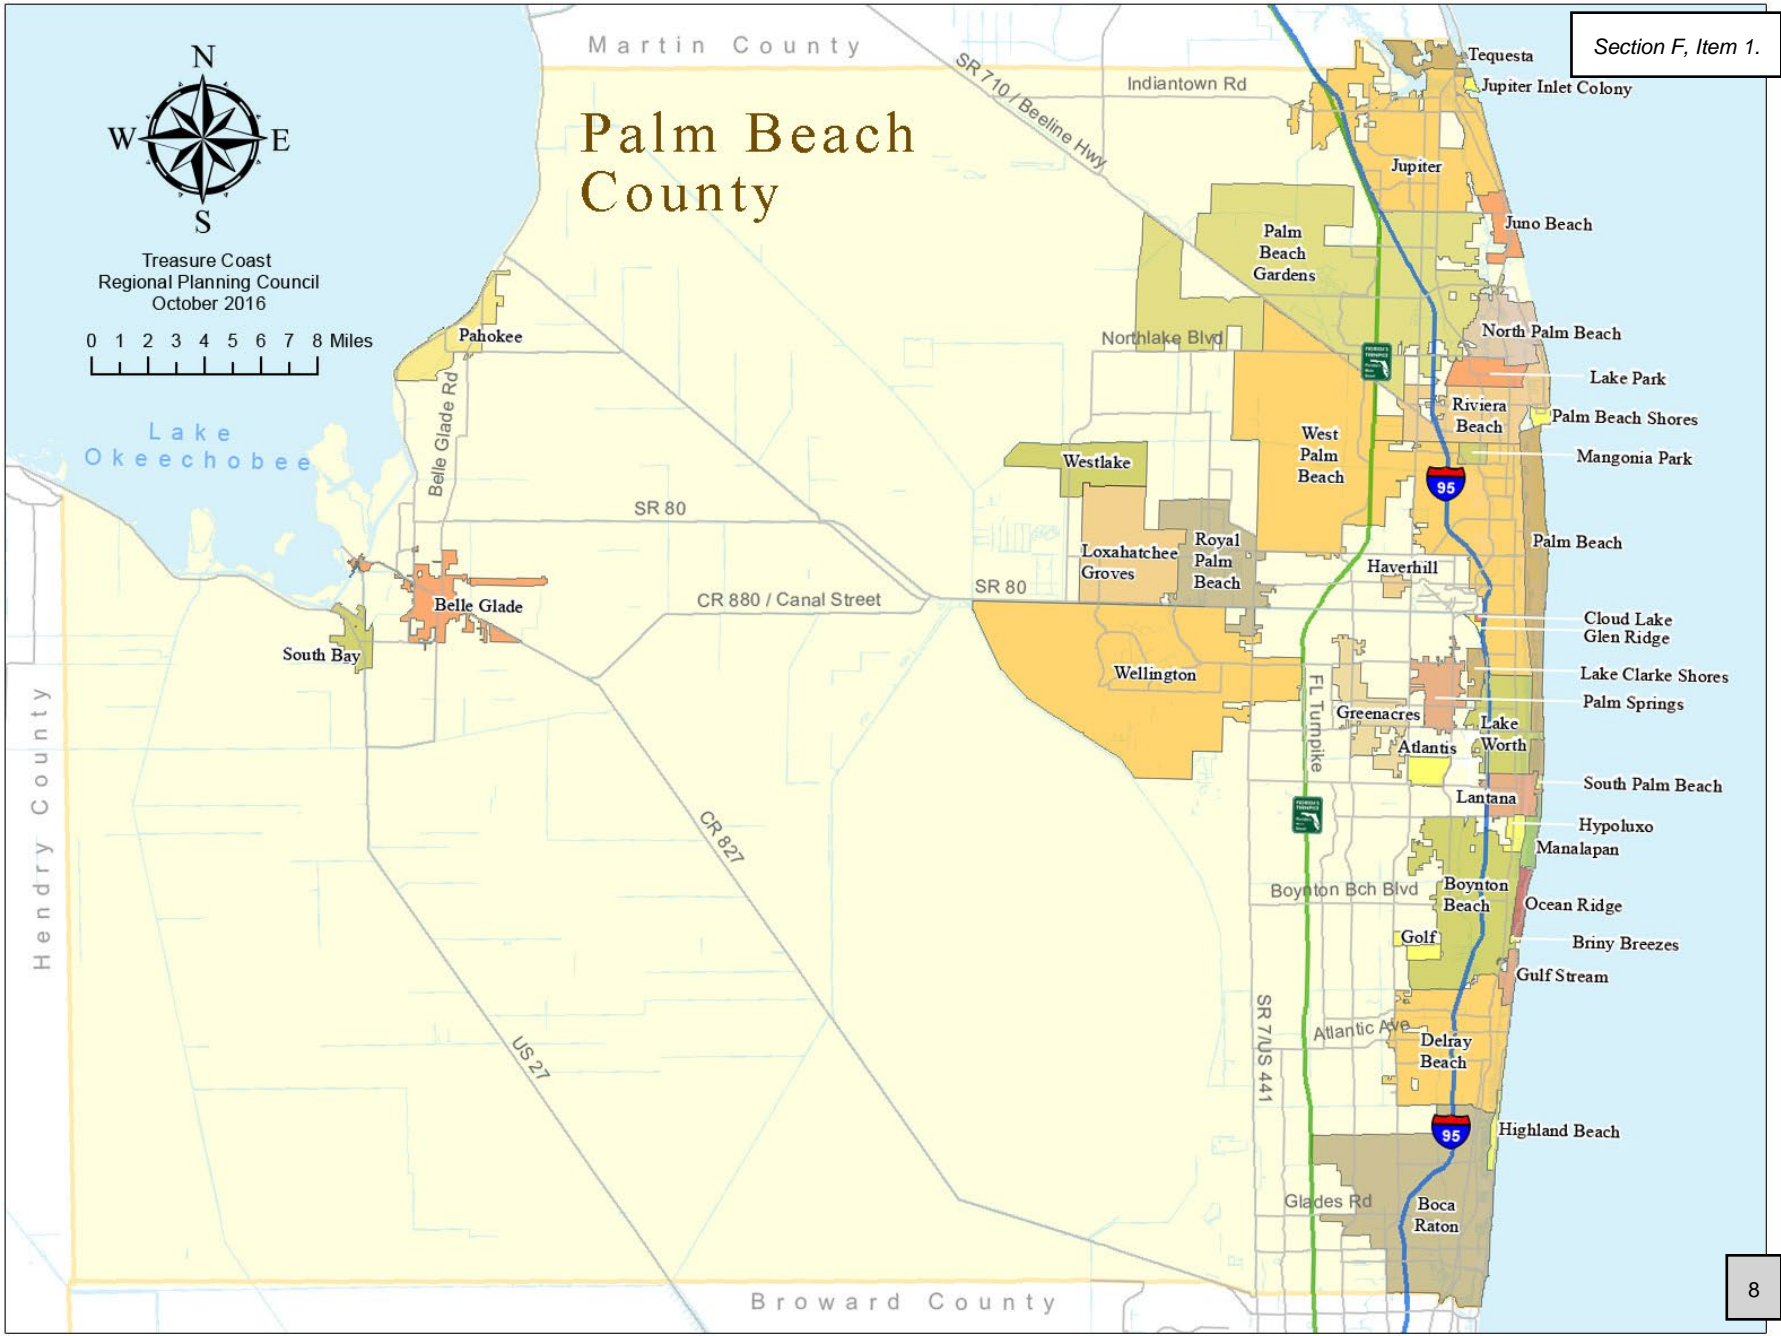 Section F, Item 1.
Martin County
Palm Beach
County
N
W E
S
Treasure Coast
Regional Planning Council
October 2016
0 1 2 3 4 5 6 7 8 Miles
SR 710 / Beeline Hwy
Indiantown Rd
Tequesta
Jupiter Inlet Colony
Jupiter
Juno Beach
Palm
Beach
Gardens
North Palm Beach
Northlake Blvd
Lake Park
Riviera
Beach
Palm Beach Shores
Mangonia Park
West
Palm
Beach
95
Palm Beach
Pahokee
Belle Glade Rd
Lake
Okeechobee
SR 80
Westlake
Loxahatchee
Groves
Royal
Palm
Beach
Haverhill
SR 80
CR 880 / Canal Street
Belle Glade
South Bay
Cloud Lake
Glen Ridge
Lake Clarke Shores
Palm Springs
Wellington
FL Turnpike
Greenacres
Lake
Worth
Atlantis
South Palm Beach
Lantana
Hypoluxo
Manalapan
Hendry County
CR 827
Boynton Bch Blvd
Boynton
Beach
Ocean Ridge
Golf
Briny Breezes
Gulf Stream
US 27
SR 7/US 441
Atlantic Ave
Delray
Beach
95
Highland Beach
Glades Rd
Boca
Raton
Broward County
8